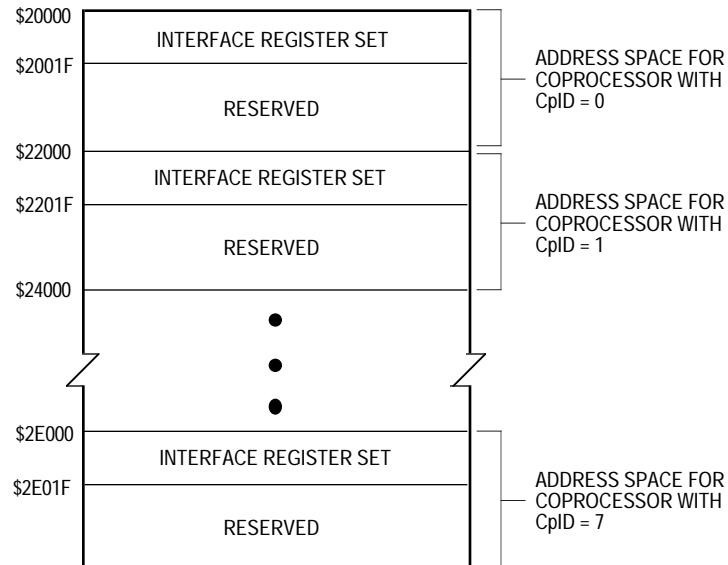 $20000
INTERFACE REGISTER SET
$2001F
RESERVED
ADDRESS SPACE FOR
COPROCESSOR WITH
CpID = 0
$22000
INTERFACE REGISTER SET
$2201F
RESERVED
ADDRESS SPACE FOR
COPROCESSOR WITH
CpID = 1
$24000
$2E000
INTERFACE REGISTER SET
$2E01F
RESERVED
ADDRESS SPACE FOR
COPROCESSOR WITH
CpID = 7